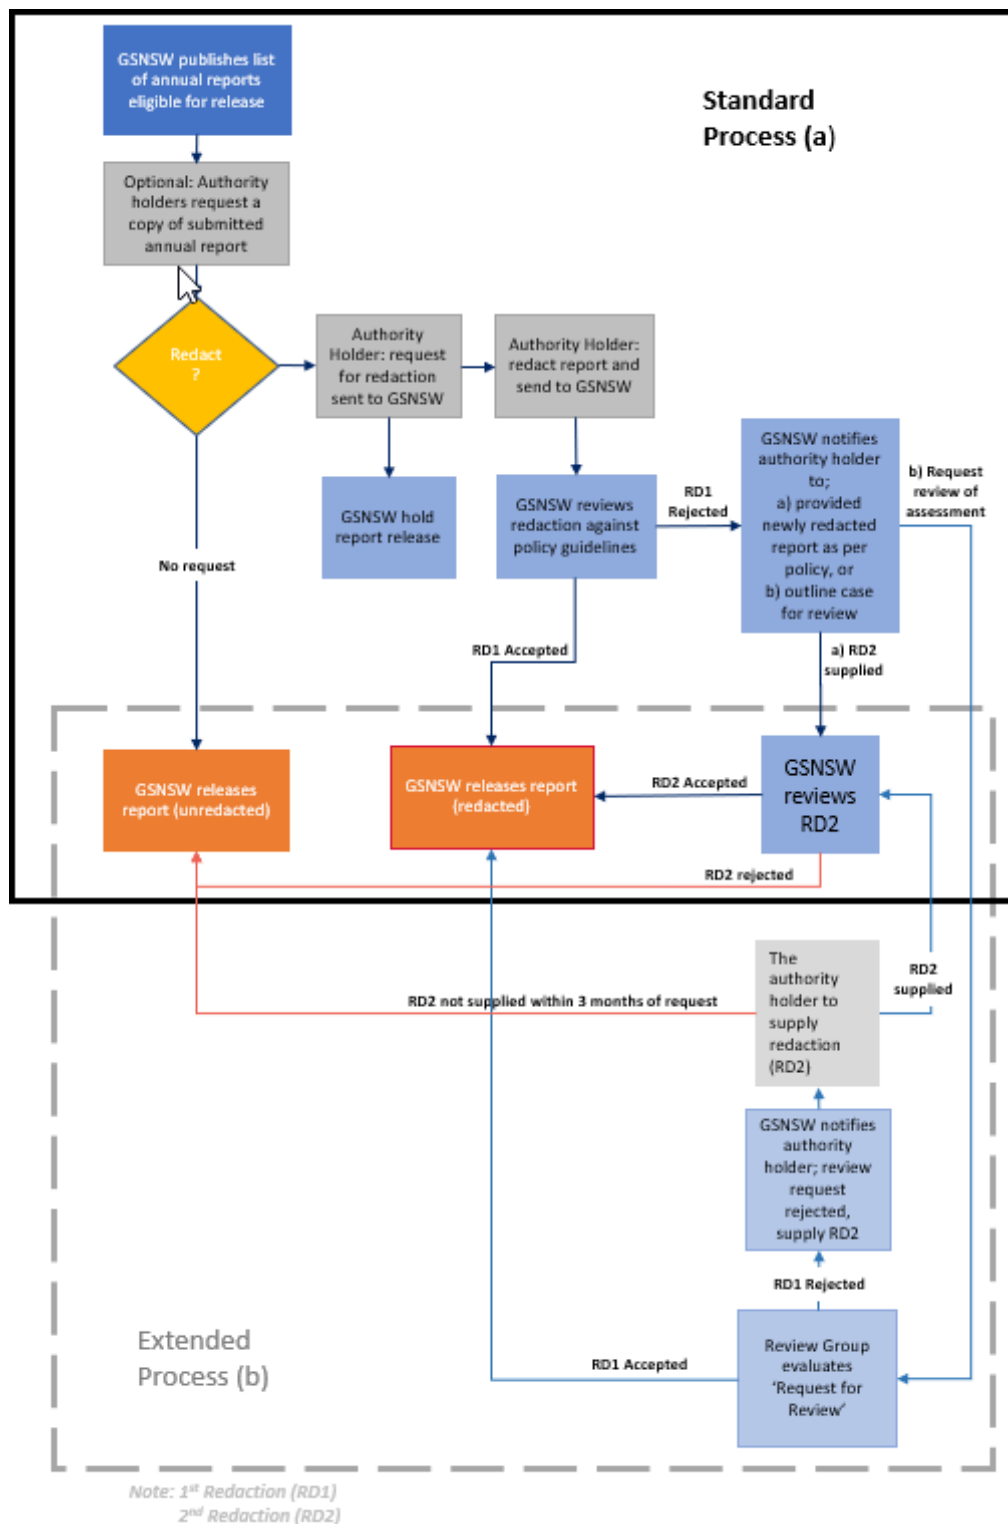 GSNSW publishes list
of annual reports
eligible for release
Standard
Process (a)
Optional: Authority
holders request a
copy of submitted
annual report
Redact
?
Authority
Holder: request
for redaction
sent to GSNSW
Authority Holder:
redact report and
send to GSNSW
GSNSW hold
report release
GSNSW reviews
redaction against
policy guidelines
RD1
Rejected
GSNSW notifies
authority holder
to;
a) provided
newly redacted
report as per
policy, or
b) outline case
for review
b) Request
review of
assessment
No request
RD1 Accepted
a) RD2
supplied
GSNSW releases
report (unredacted)
GSNSW releases report
(redacted)
RD2 Accepted
GSNSW
reviews
RD2
RD2 rejected
The
authority
holder to
supply
redaction
(RD2)
RD2
supplied
RD2 not supplied within 3 months of request
GSNSW notifies
authority
holder; review
request
rejected,
supply RD2
RD1 Rejected
Extended
Process (b)
RD1 Accepted
Review Group
evaluates
‘Request for
Review’
Note: 1st Redaction (RD1)
2nd Redaction (RD2)